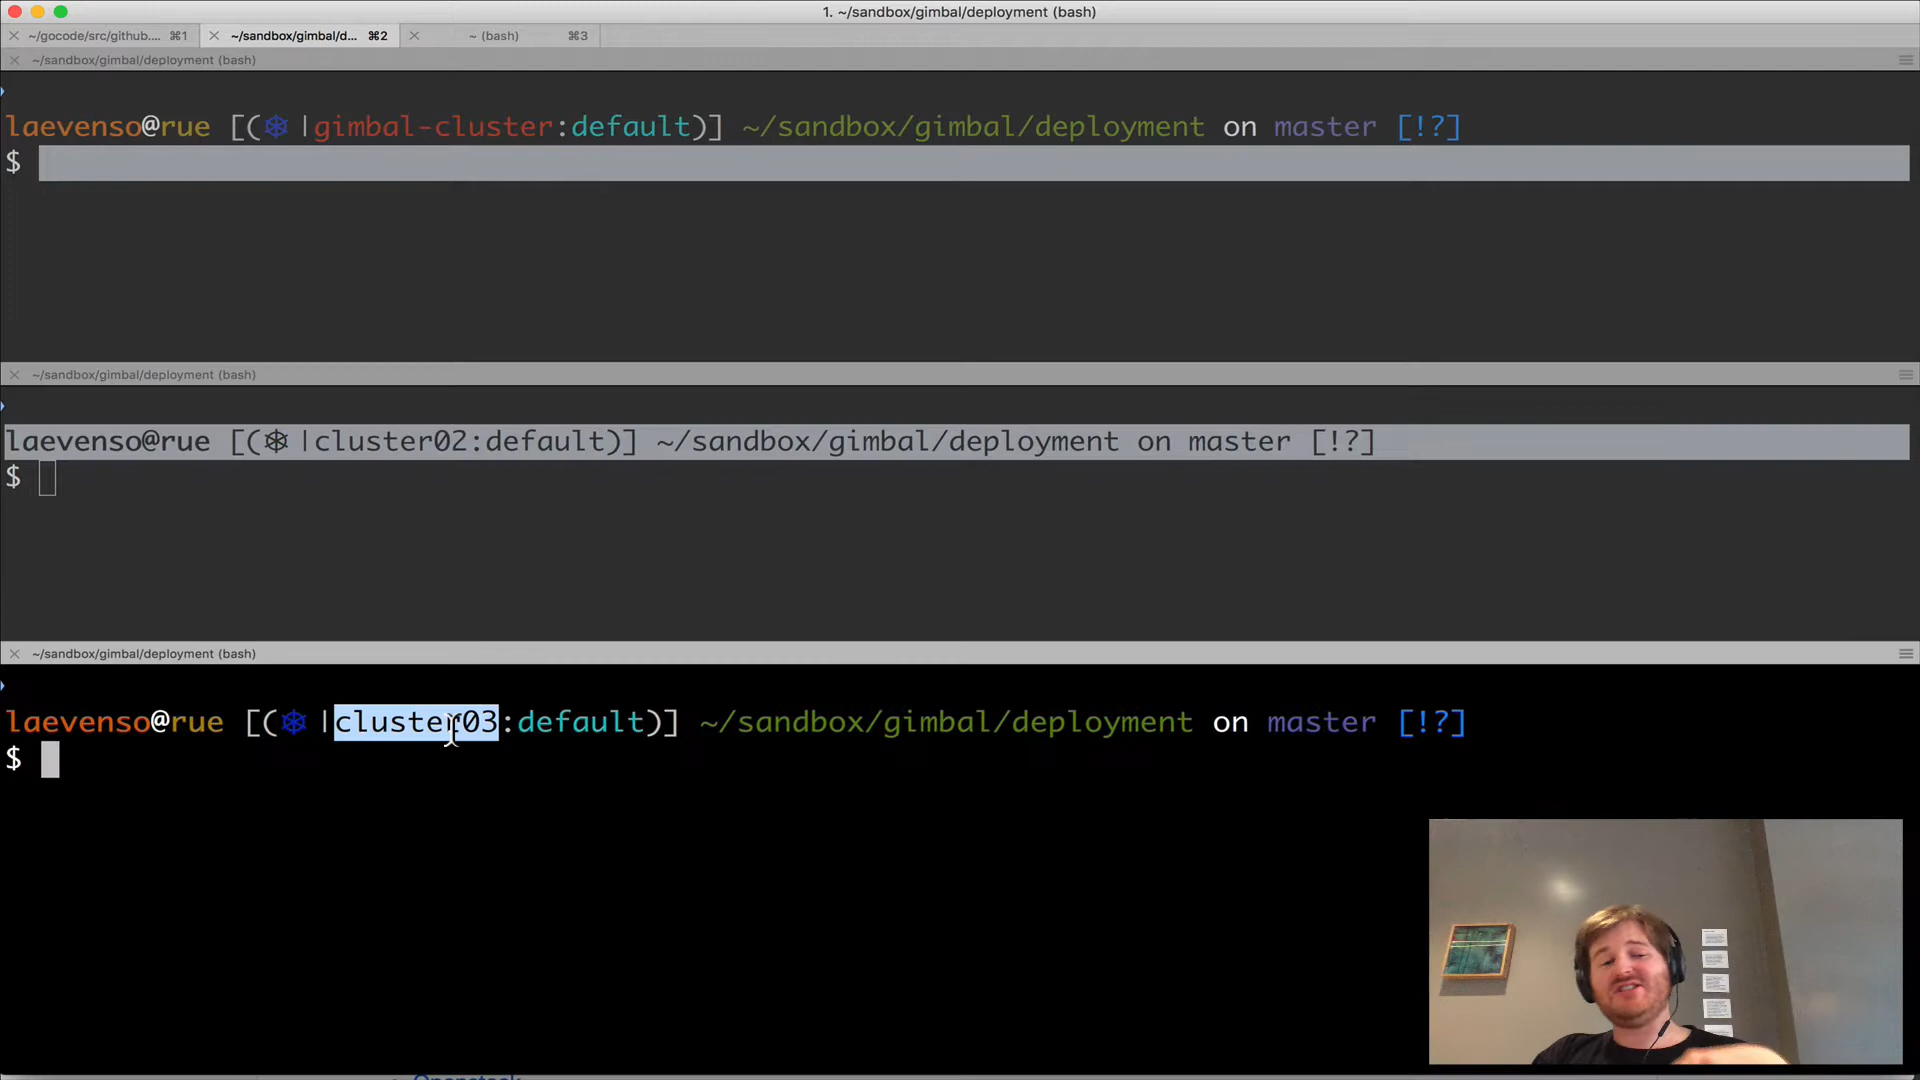 1. ~/sandbox/gimbal/deployment (bash)
~/gocode/src/github.... ⌘1 ~/sandbox/gimbal/d... ⌘2 ~ (bash) ⌘3
~/sandbox/gimbal/deployment (bash)
laevenso@rue [(⎈ |gimbal-cluster:default)] ~/sandbox/gimbal/deployment on master [!?]
$
~/sandbox/gimbal/deployment (bash)
laevenso@rue [(⎈ |cluster02:default)] ~/sandbox/gimbal/deployment on master [!?]
$
~/sandbox/gimbal/deployment (bash)
laevenso@rue [(⎈ |cluster03:default)] ~/sandbox/gimbal/deployment on master [!?]
$